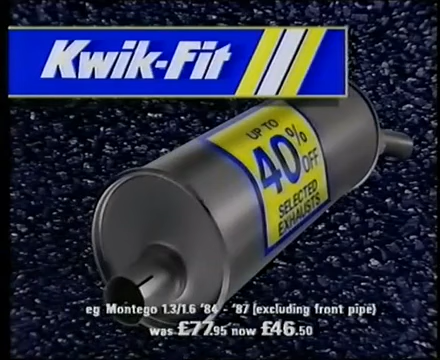 Kwik-Fit
UP TO
40%
OFF
SELECTED
EXHAUSTS
eg Montego 1.3/1.6 '84 - '87 (excluding front pipe)
was £77.95 now £46.50